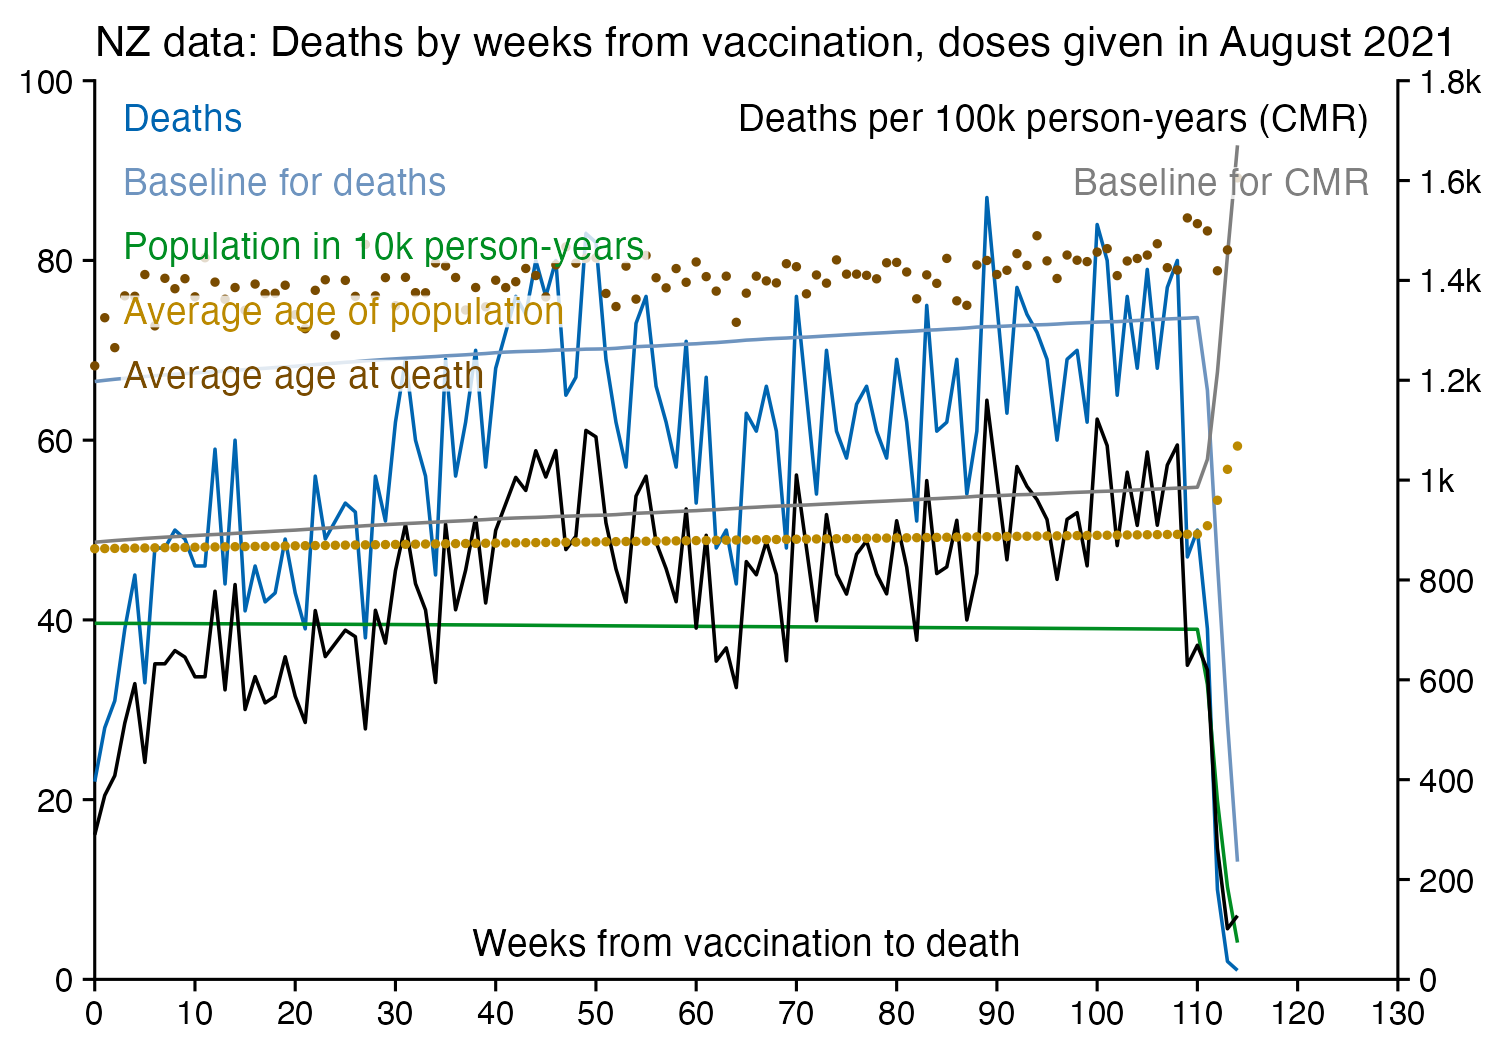 NZ data: Deaths by weeks from vaccination, doses given in August 2021
100
1.8k
Deaths
Deaths per 100k person-years (CMR)
Baseline for deaths
Baseline for CMR
1.6k
Population in 10k person-years
80
1.4k
Average age of population
Average age at death
1.2k
60
1k
800
40
600
20
400
200
Weeks from vaccination to death
0
0
0 10 20 30 40 50 60 70 80 90 100 110 120 130